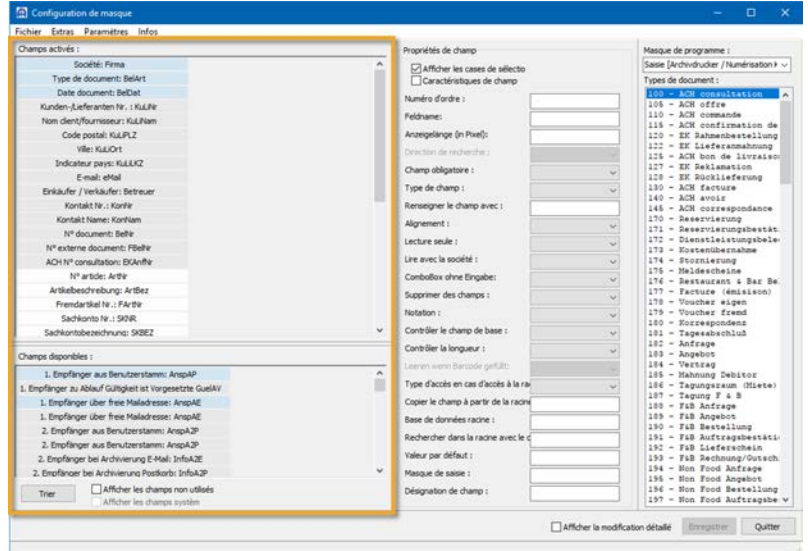 Configuration de masque
Fichier Extras Paramètres Infos
Champs activés :
Société: Firma
Type de document: BelArt
Date document: BelDat
Kunden-/Lieferanten Nr. : KuLiNr
Nom client/fournisseur: KuLiNam
Code postal: KuLiPLZ
Ville: KuLiOrt
Indicateur pays: KuLiLKZ
E-mail: eMail
Einkäufer / Verkäufer: Betreuer
Kontakt Nr.: KonNr
Kontakt Name: KonNam
N° document: BelNr
N° externe document: FBelNr
ACH N° consultation: EKAnfNr
N° article: ArtNr
Artikelbeschreibung: ArtBez
Fremdartikel Nr.: FArtNr
Sachkonto Nr.: SKNR
Sachkontobezeichnung: SKBEZ
Champs disponibles :
1. Empfänger aus Benutzerstamm: AnspAP
1. Empfänger zu Ablauf Gültigkeit ist Vorgesetzte GuelAV
1. Empfänger über freie Mailadresse: AnspAE
1. Empfänger über freie Mailadresse: AnspAE
2. Empfänger aus Benutzerstamm: AnspA2P
2. Empfänger aus Benutzerstamm: AnspA2P
2. Empfänger bei Archivierung E-Mail: InfoA2E
2. Empfänger bei Archivierung Postkorb: InfoA2P
Trier
Afficher les champs non utilisés
Afficher les champs systém
Propriétés de champ
Afficher les cases de sélectio
Caractéristiques de champ
Numéro d'ordre :
Feldname:
Anzeigelänge (in Pixel):
Direction de recherche :
Champ obligatoire :
Type de champ :
Renseigner le champ avec :
Alignement :
Lecture seule :
Lire avec la société :
ComboBox ohne Eingabe:
Supprimer des champs :
Notation :
Contrôler le champ de base :
Contrôler la longueur :
Leeren wenn Barcode gefüllt:
Type d'accès en cas d'accès à la ra
Copier le champ à partir de la racine
Base de données racine :
Rechercher dans la racine avec le c
Valeur par défaut :
Masque de saisie :
Désignation de champ :
Masque de programme :
Saisie [Archivdrucker / Numérisation
Types de document :
100 - ACH consultation
105 - ACH offre
110 - ACH commande
115 - ACH confirmation de
120 - EK Rahmenbestellung
122 - EK Lieferanmahnung
125 - ACH bon de livraiso
127 - EK Reklamation
128 - EK Rücklieferung
130 - ACH facture
140 - ACH avoir
145 - ACH correspondance
170 - Reservierung
171 - Reservierungsbestät
172 - Dienstleistungsbele
173 - Kostenübernahme
174 - Stornierung
175 - Meldescheine
176 - Restaurant & Bar Be
177 - Facture (émisison)
178 - Voucher eigen
179 - Voucher fremd
180 - Korrespondenz
181 - Tagesabschluß
182 - Anfrage
183 - Angebot
184 - Vertrag
185 - Mahnung Debitor
186 - Tagungsraum (Miete)
187 - Tagung F & B
188 - F&B Anfrage
189 - F&B Angebot
190 - F&B Bestellung
191 - F&B Auftragsbestäti
192 - F&B Lieferschein
193 - F&B Rechnung/Gutsch
194 - Non Food Anfrage
195 - Non Food Angebot
196 - Non Food Bestellung
197 - Non Food Auftragsbe
Afficher la modification détaillé
Enregistrer
Quitter